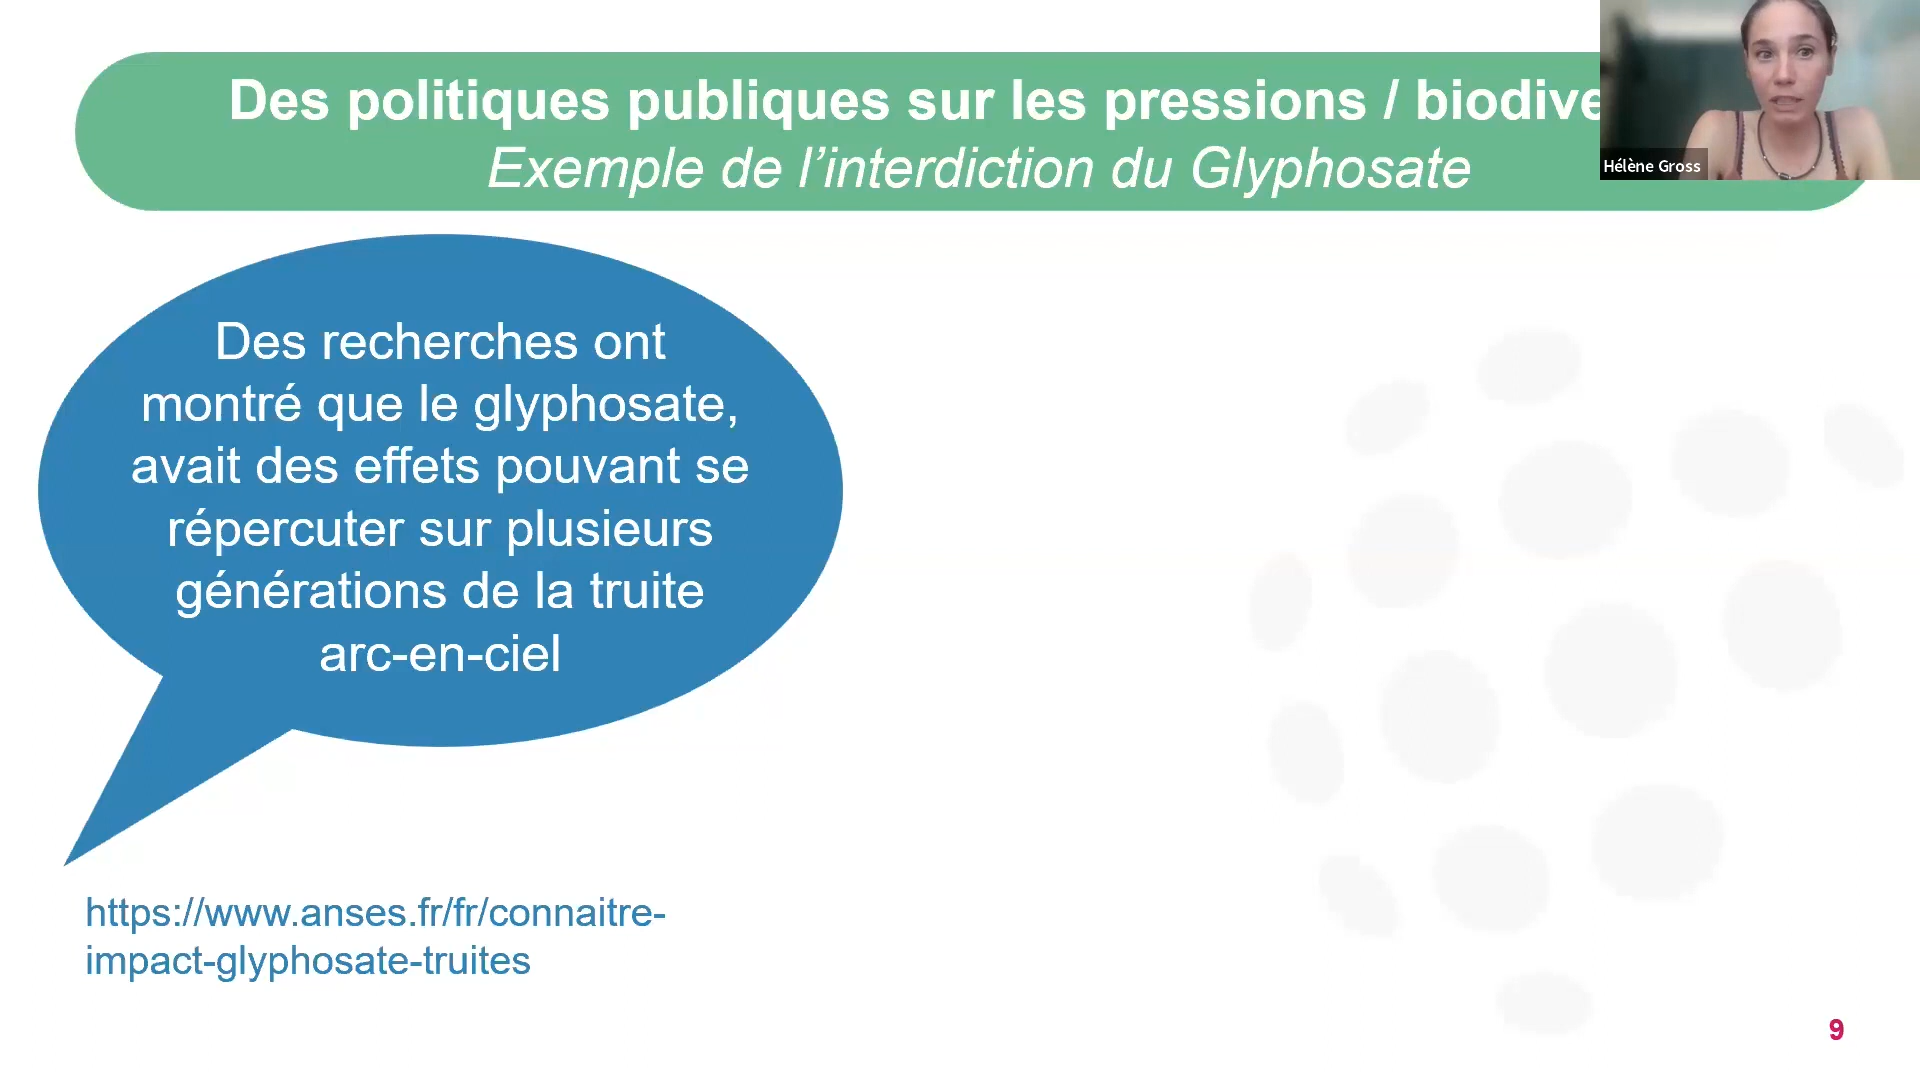 Des politiques publiques sur les pressions / biodive
Exemple de l’interdiction du Glyphosate
Hélène Gross
Des recherches ont
montré que le glyphosate,
avait des effets pouvant se
répercuter sur plusieurs
générations de la truite
arc-en-ciel
https://www.anses.fr/fr/connaitre-
impact-glyphosate-truites
9